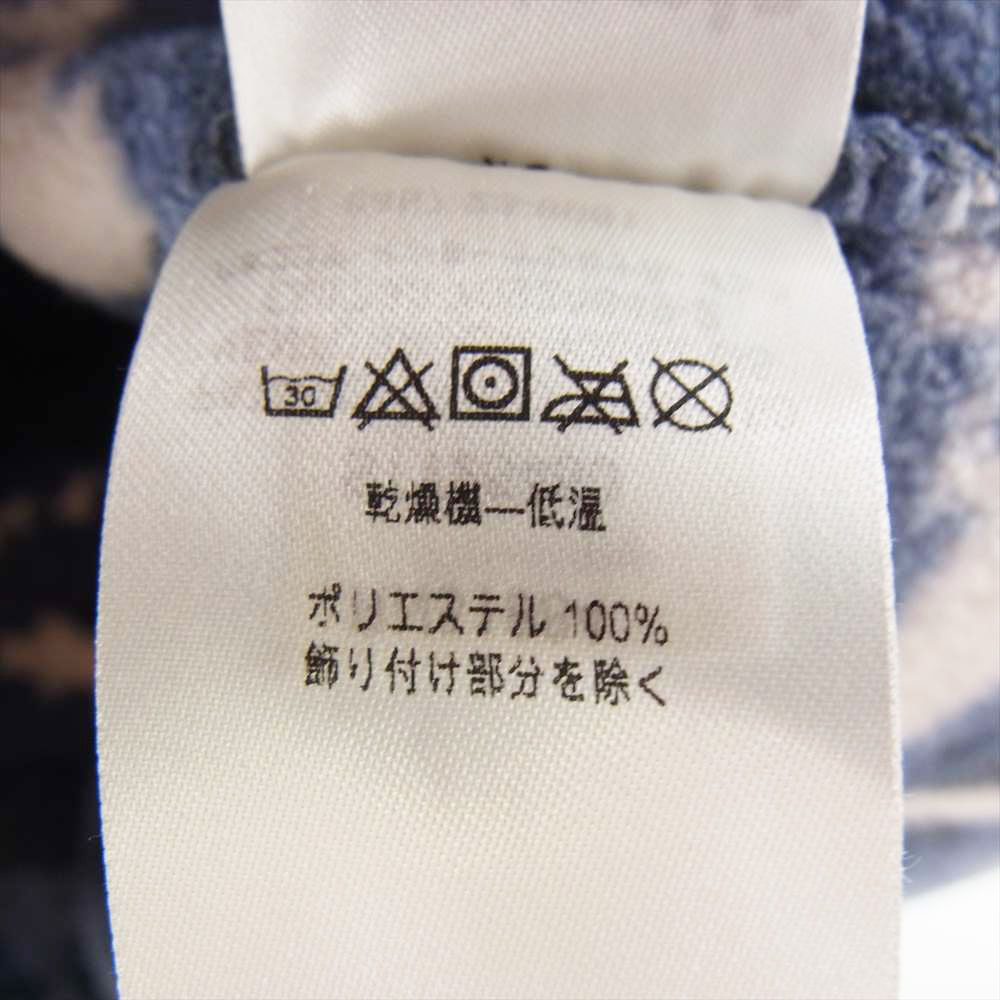 30
乾燥機—低温
ポリエステル 100%
飾り付け部分を除く